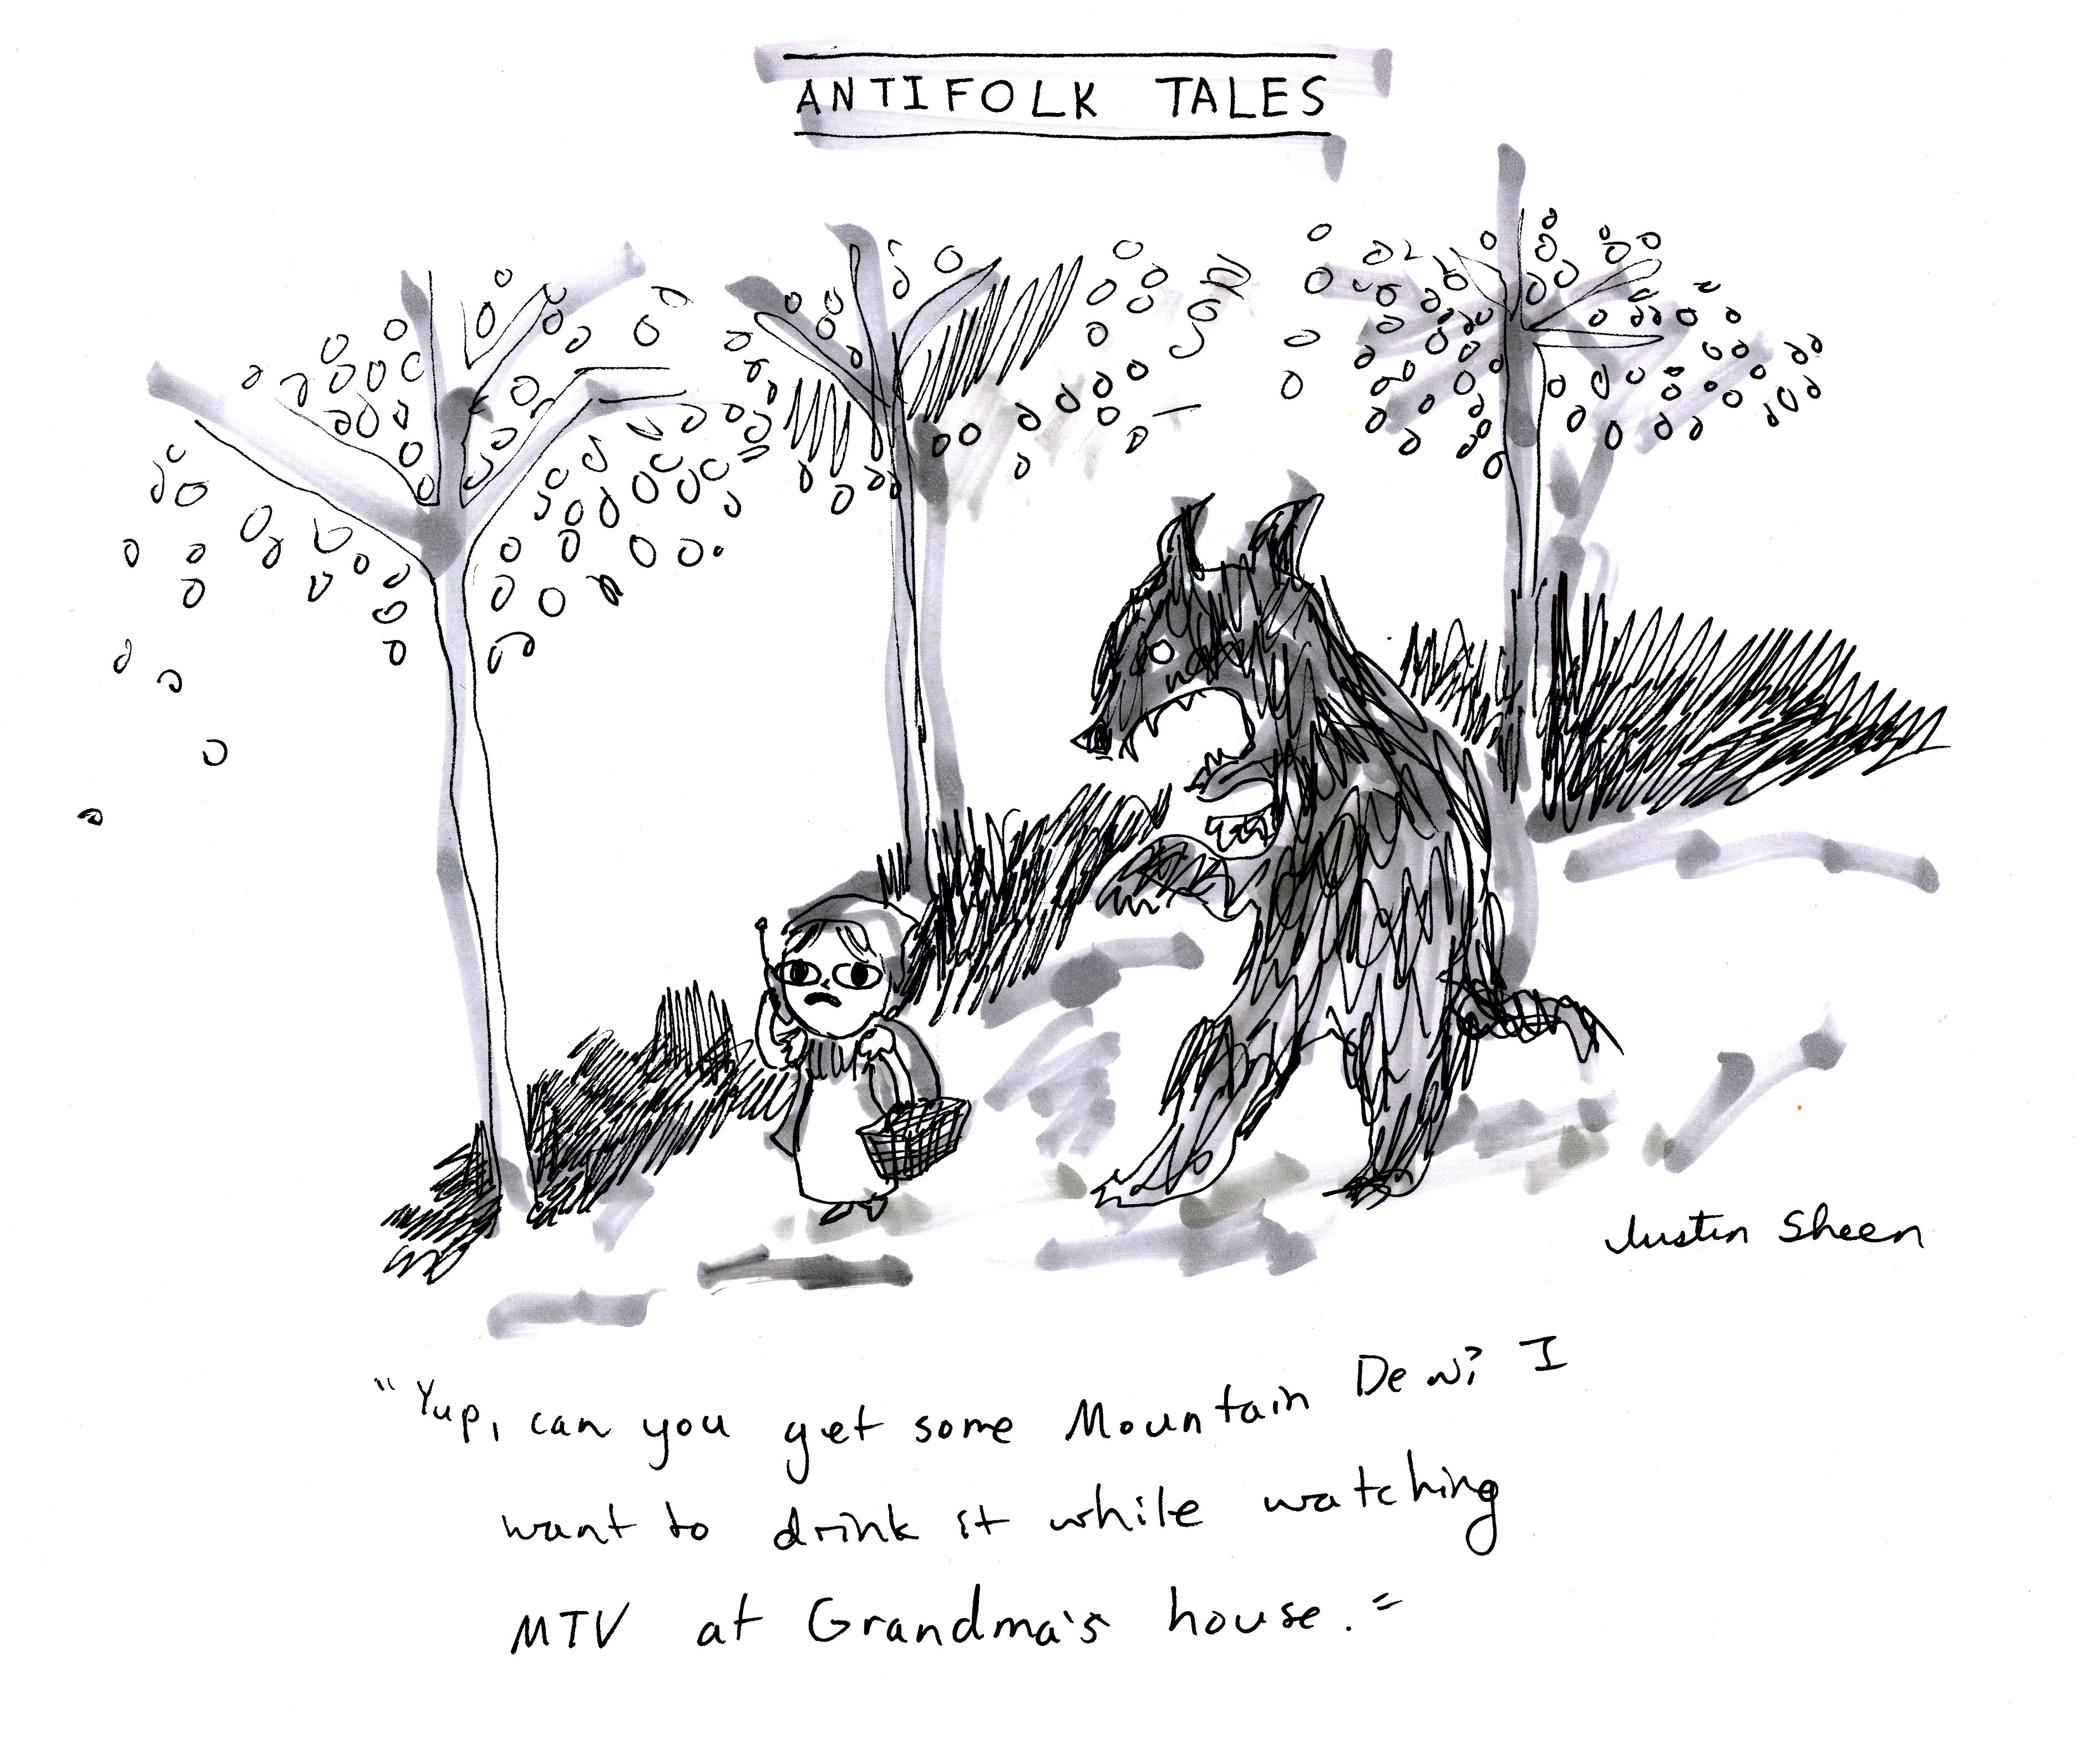 ANTIFOLK TALES
Justin Sheen
"Yup, can you get some Mountain Dew? I
want to drink it while watching
MTV at Grandma's house."